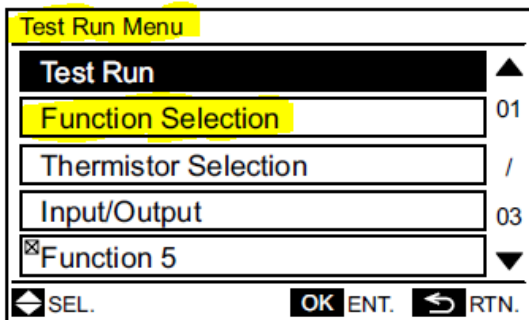 Test Run Menu
Test Run
Function Selection
01
Thermistor Selection
/
Input/Output
03
Function 5
SEL. OK ENT. RTN.